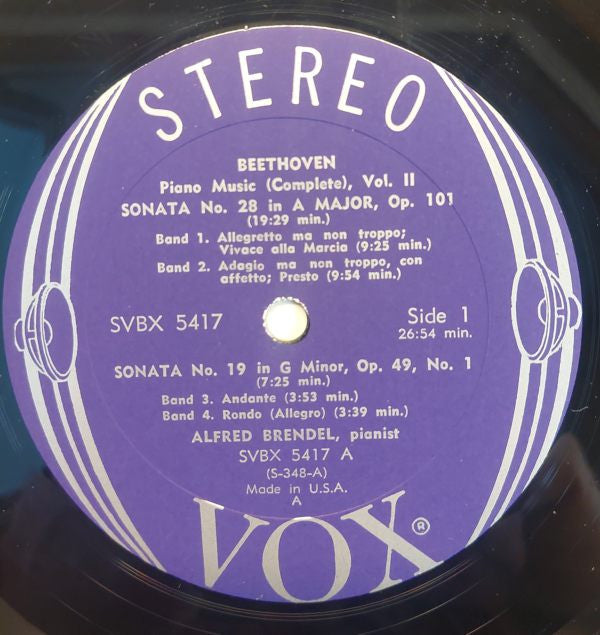 STEREO
BEETHOVEN
Piano Music (Complete), Vol. II
SONATA No. 28 in A MAJOR, Op. 101
(19:29 min.)
Band 1. Allegretto ma non troppo;
Vivace alla Marcia (9:25 min.)
Band 2. Adagio ma non troppo, con
affetto; Presto (9:54 min.)
SVBX 5417
Side 1
26:54 min.
SONATA No. 19 in G Minor, Op. 49, No. 1
(7:25 min.)
Band 3. Andante (3:53 min.)
Band 4. Rondo (Allegro) (3:39 min.)
ALFRED BRENDEL, pianist
SVBX 5417 A
(S-348-A)
Made in U.S.A.
A
VOX®